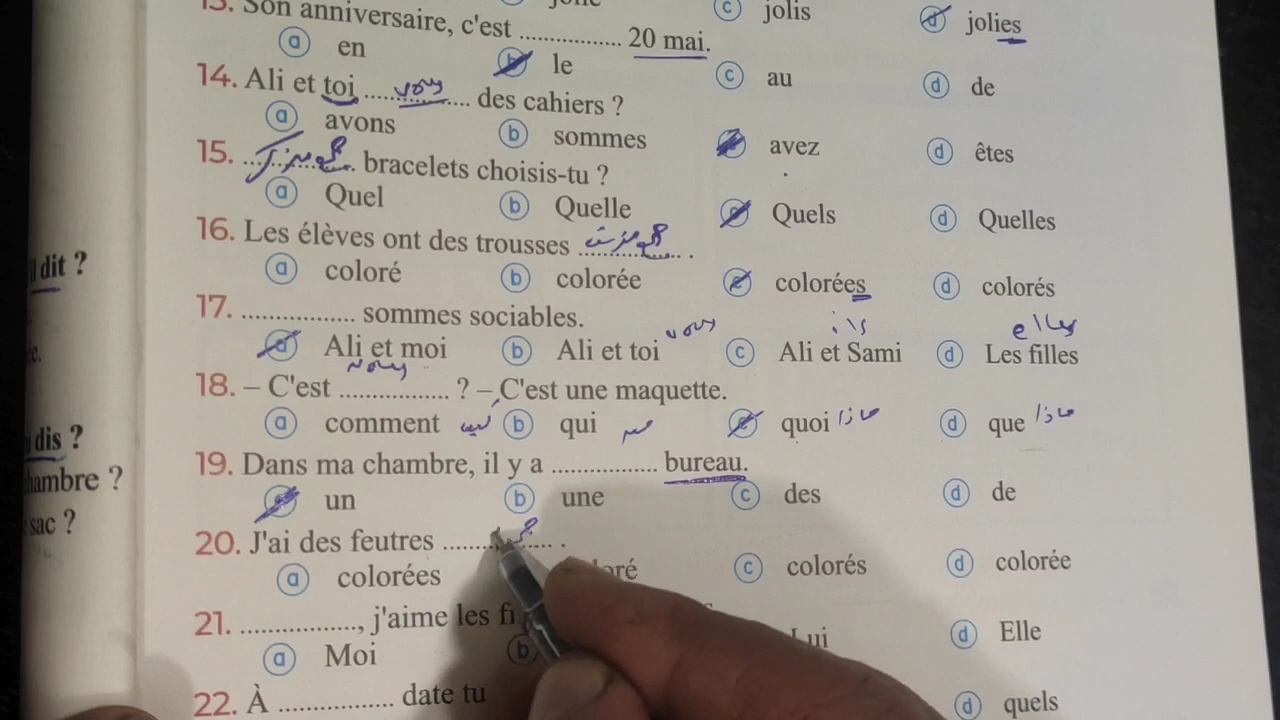 jolie ⓒ jolis ⓓ jolies
13. Son anniversaire, c'est .................. 20 mai.
ⓐ en ⓑ le ⓒ au ⓓ de
14. Ali et toi .... vous .... des cahiers ?
ⓐ avons ⓑ sommes ⓒ avez ⓓ êtes
15. .................. bracelets choisis-tu ?
ⓐ Quel ⓑ Quelle ⓒ Quels ⓓ Quelles
16. Les élèves ont des trousses .................. .
ⓐ coloré ⓑ colorée ⓒ colorées ⓓ colorés
17. .................. sommes sociables.
vous ils elles
ⓐ Ali et moi ⓑ Ali et toi ⓒ Ali et Sami ⓓ Les filles
nous
18. – C'est .................. ? – C'est une maquette.
ⓐ comment ⓑ qui ⓒ quoi ماذا ⓓ que ماذا
19. Dans ma chambre, il y a .................. bureau.
ⓐ un ⓑ une ⓒ des ⓓ de
20. J'ai des feutres .................. .
ⓐ colorées ⓒ colorés ⓓ colorée
21. .................., j'aime les
ⓐ Moi ⓑ Lui ⓓ Elle
22. À .................. date tu
ⓓ quels
dit ?
dis ?
chambre ?
sac ?